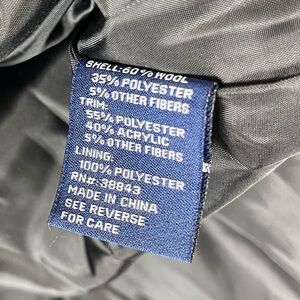 SHELL:60% WOOL
35% POLYESTER
5% OTHER FIBERS
TRIM:
55% POLYESTER
40% ACRYLIC
5% OTHER FIBERS
LINING:
100% POLYESTER
RN#: 38843
MADE IN CHINA
SEE REVERSE
FOR CARE